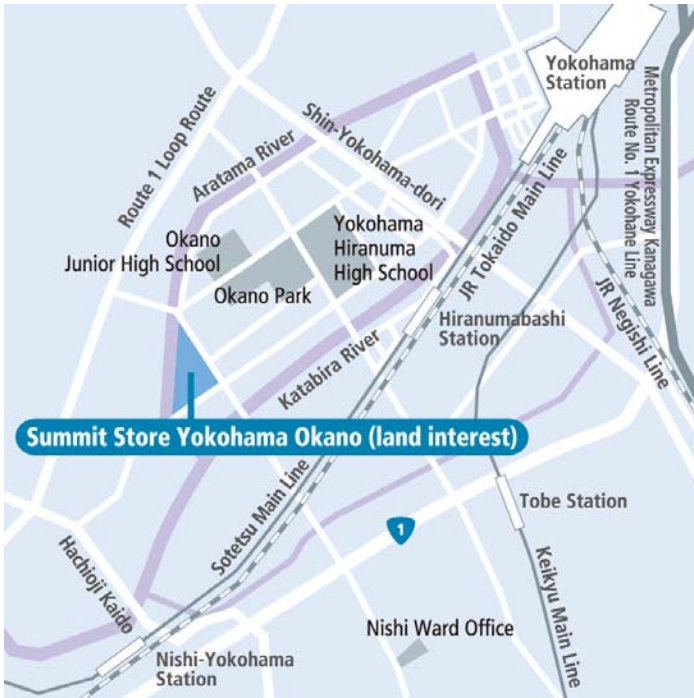 Yokohama
Station
Metropolitan Expressway Kanagawa
Route No. 1 Yokohane Line
Route 1 Loop Route
Aratama River
Shin-Yokohama-dori
Okano
Junior High School
Yokohama
Hiranuma
High School
JR Tokaido Main Line
Okano Park
Hiranumabashi
Station
JR Negishi Line
Katabira River
Summit Store Yokohama Okano (land interest)
Sotetsu Main Line
Tobe Station
1
Hachioji Kaido
Keikyu Main Line
Nishi Ward Office
Nishi-Yokohama
Station